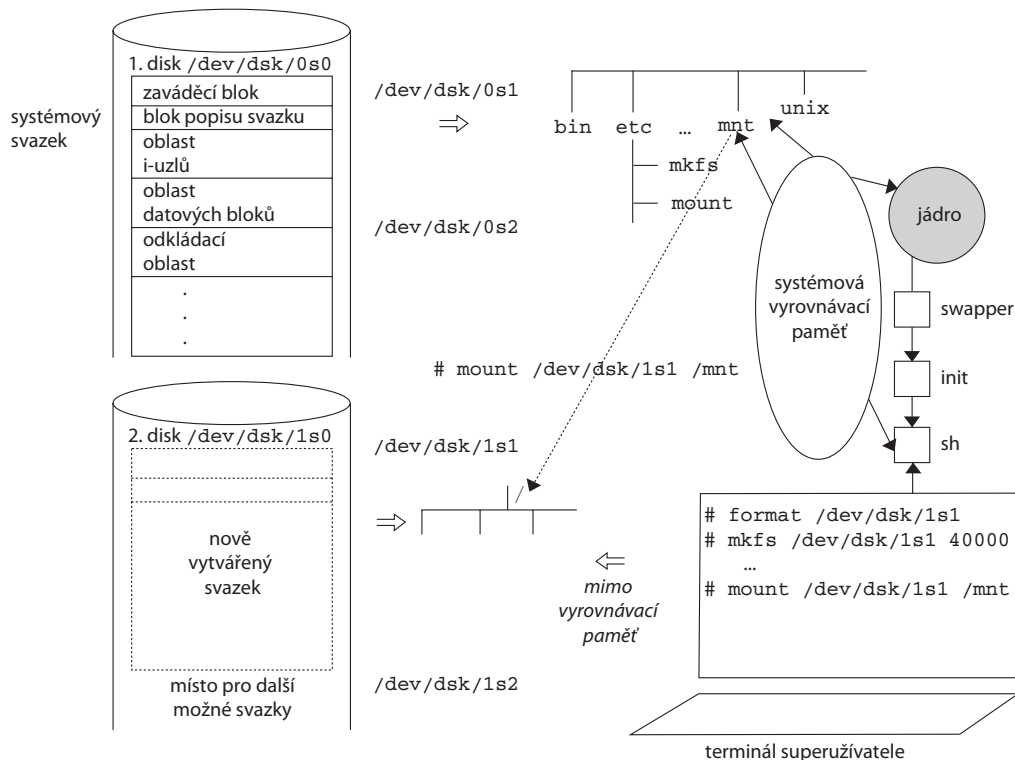 systémový
svazek
1. disk /dev/dsk/0s0
zaváděcí blok
blok popisu svazku
oblast
i-uzlů
oblast
datových bloků
odkládací
oblast
.
.
.
/dev/dsk/0s1
⇒
/dev/dsk/0s2
bin etc … mnt unix
mkfs
mount
systémová
vyrovnávací
paměť
jádro
swapper
init
sh
# mount /dev/dsk/1s1 /mnt
2. disk /dev/dsk/1s0
nově
vytvářený
svazek
místo pro další
možné svazky
/dev/dsk/1s1
⇒
/
/dev/dsk/1s2
⇐
mimo
vyrovnávací
paměť
# format /dev/dsk/1s1
# mkfs /dev/dsk/1s1 40000
…
# mount /dev/dsk/1s1 /mnt
terminál superuživatele